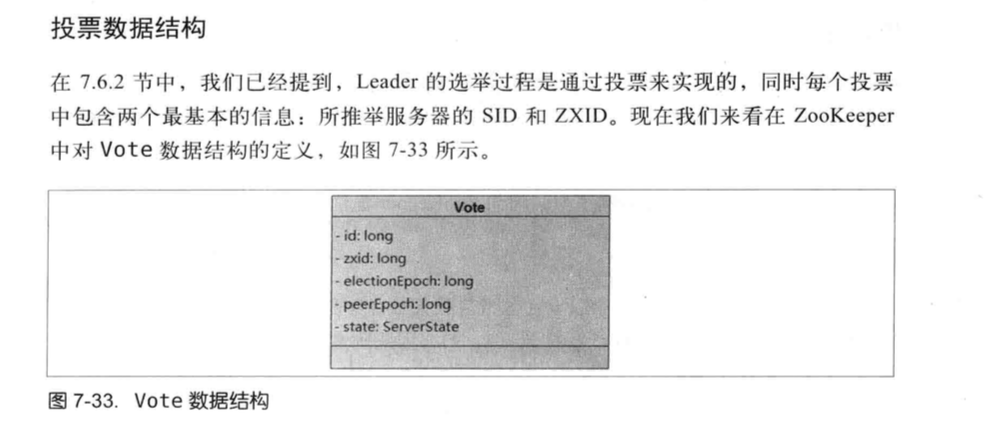 投票数据结构
在 7.6.2 节中，我们已经提到，Leader 的选举过程是通过投票来实现的，同时每个投票
中包含两个最基本的信息：所推举服务器的 SID 和 ZXID。现在我们来看在 ZooKeeper
中对 Vote 数据结构的定义，如图 7-33 所示。
Vote
- id: long
- zxid: long
- electionEpoch: long
- peerEpoch: long
- state: ServerState
图 7-33. Vote 数据结构